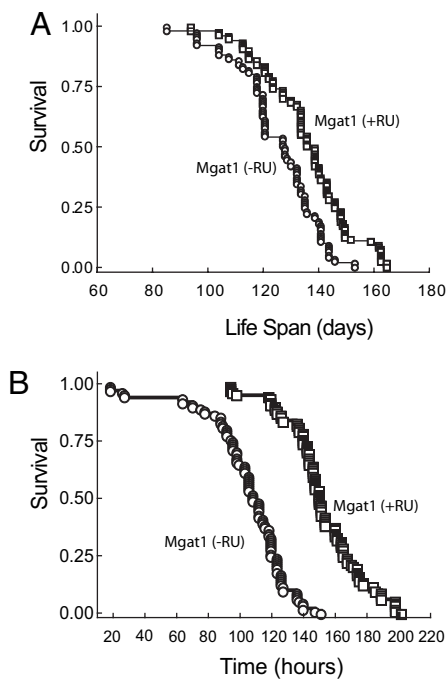 A
1.00
0.75
0.50
0.25
0.00
Survival
Mgat1 (+RU)
Mgat1 (-RU)
60 80 100 120 140 160 180
Life Span (days)
B
1.00
0.75
0.50
0.25
0.00
Survival
Mgat1 (-RU)
Mgat1 (+RU)
20 40 60 80 100 120 140 160 180 200 220
Time (hours)